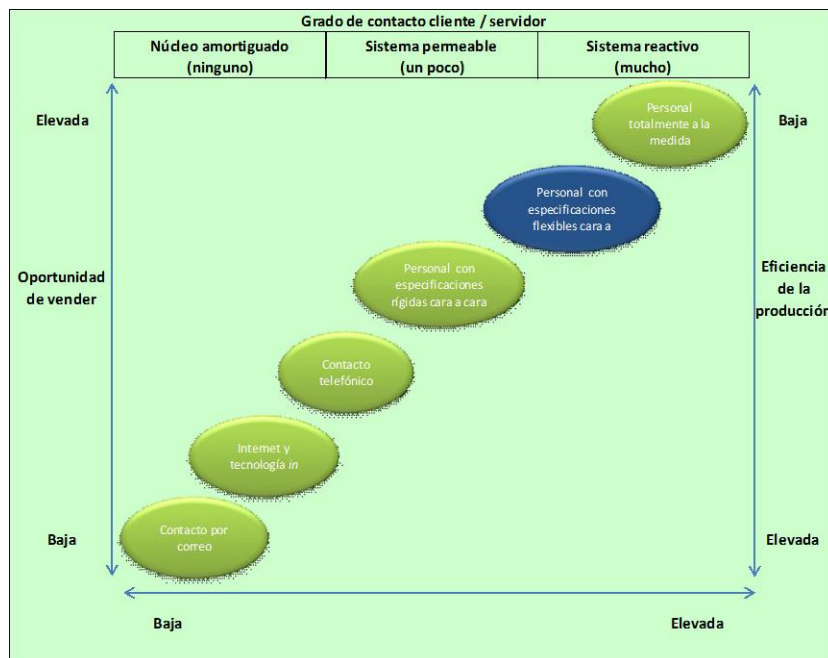 Grado de contacto cliente / servidor
Núdeo amortiguado
(ninguno)
Sistema permeable
(un poco)
Sistema reactivo
(mucho)
Elevada
Personal
totalmente a la
medida
Baja
Personal con
especificaciones
flexibles cara a
Oportunidad
de vender
Personal con
especificaciones
rígidas cara a cara
Eficiencia
de la
producción
Contacto
telefónico
Internet y
tecnología in
Baja
Contacto por
correo
Elevada
Baja
Elevada